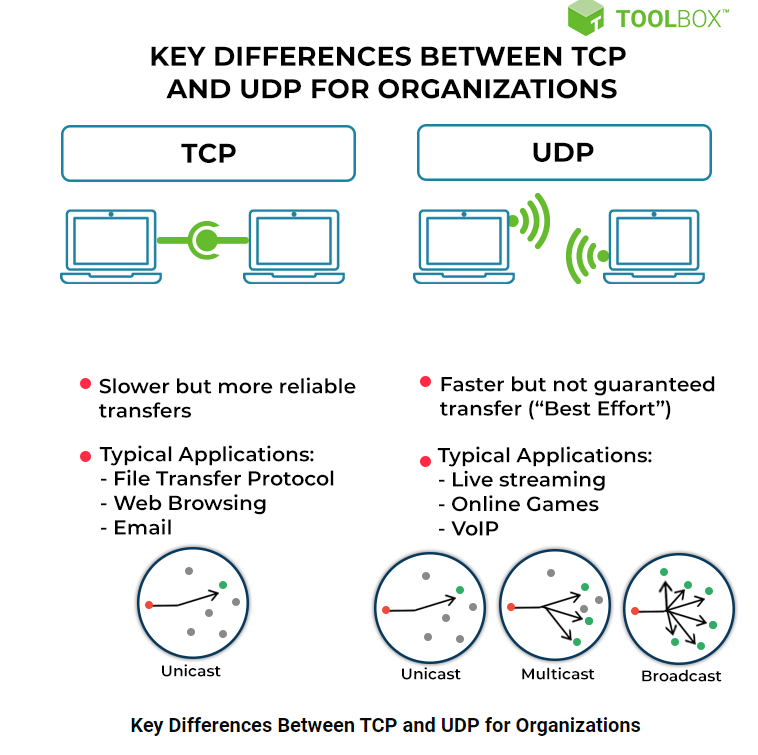 TOOLBOX™
KEY DIFFERENCES BETWEEN TCP
AND UDP FOR ORGANIZATIONS
TCP
UDP
Slower but more reliable
transfers
Typical Applications:
- File Transfer Protocol
- Web Browsing
- Email
Unicast
Faster but not guaranteed
transfer (“Best Effort”)
Typical Applications:
- Live streaming
- Online Games
- VoIP
Unicast
Multicast
Broadcast
Key Differences Between TCP and UDP for Organizations